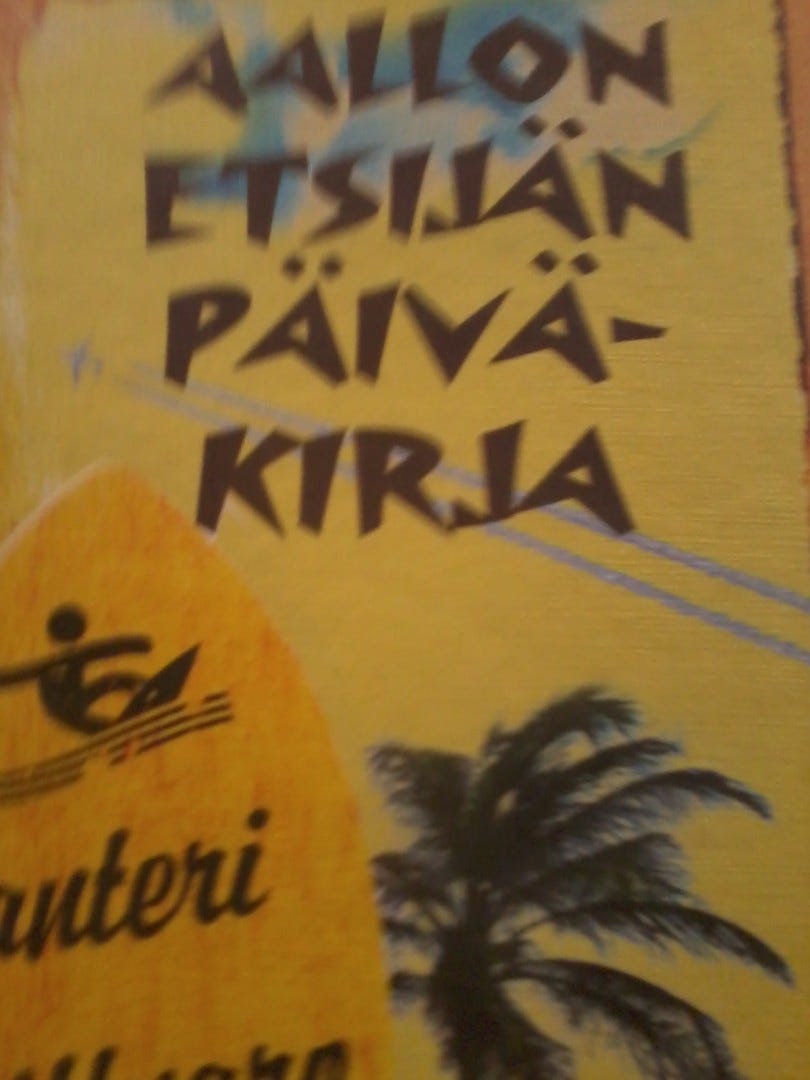 AALLON
ETSIJÄN
PÄIVÄ-
KIRJA
anteri